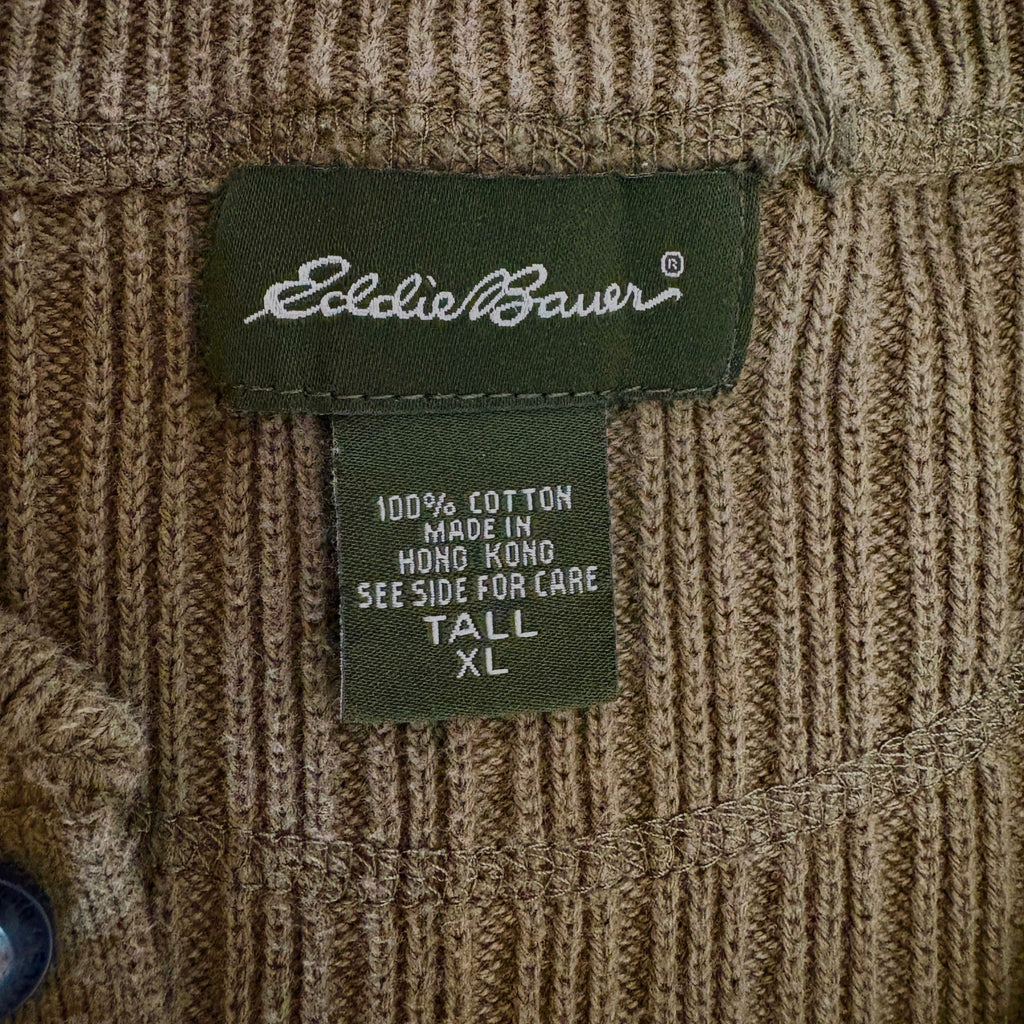 Eddie Bauer®
100% COTTON
MADE IN
HONG KONG
SEE SIDE FOR CARE
TALL
XL